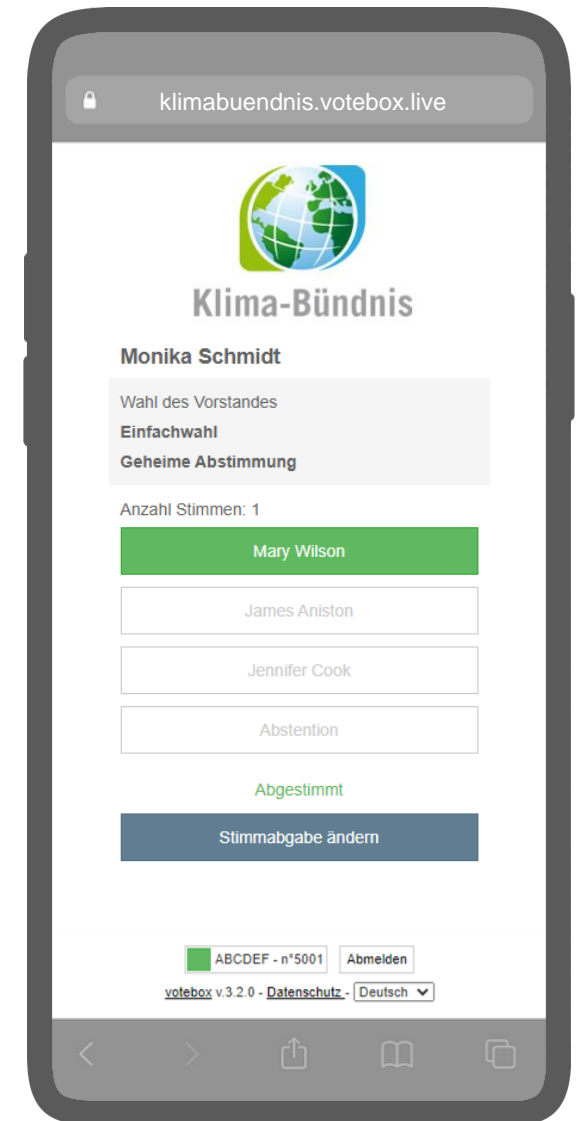 klimabuendnis.votebox.live
Klima-Bündnis
Monika Schmidt
Wahl des Vorstandes
Einfachwahl
Geheime Abstimmung
Anzahl Stimmen: 1
Mary Wilson
James Aniston
Jennifer Cook
Abstention
Abgestimmt
Stimmabgabe ändern
ABCDEF - n°5001 Abmelden
votebox v.3.2.0 - Datenschutz - Deutsch